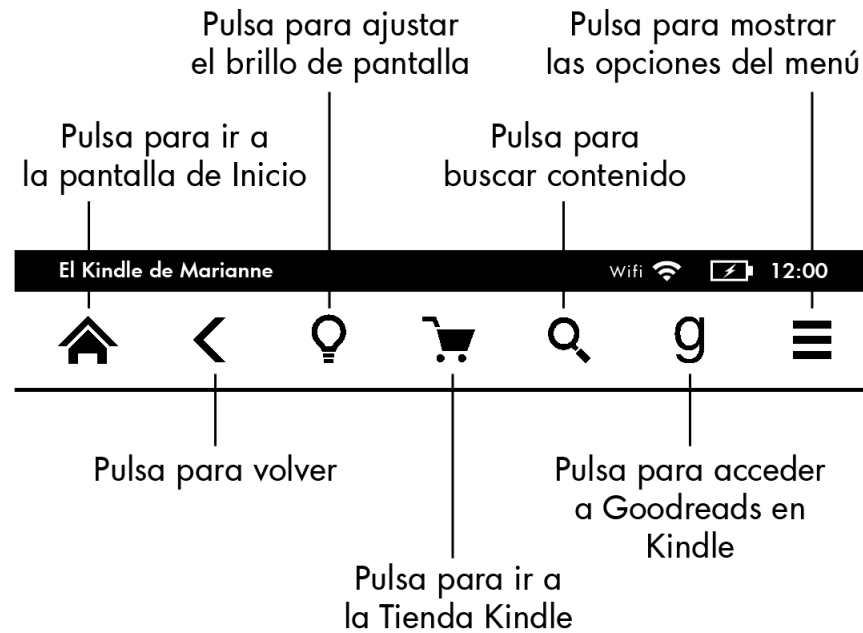 Pulsa para ajustar
el brillo de pantalla
Pulsa para mostrar
las opciones del menú
Pulsa para ir a
la pantalla de Inicio
Pulsa para
buscar contenido
El Kindle de Marianne
Wifi
12:00
g
Pulsa para volver
Pulsa para acceder
a Goodreads en
Kindle
Pulsa para ir a
la Tienda Kindle